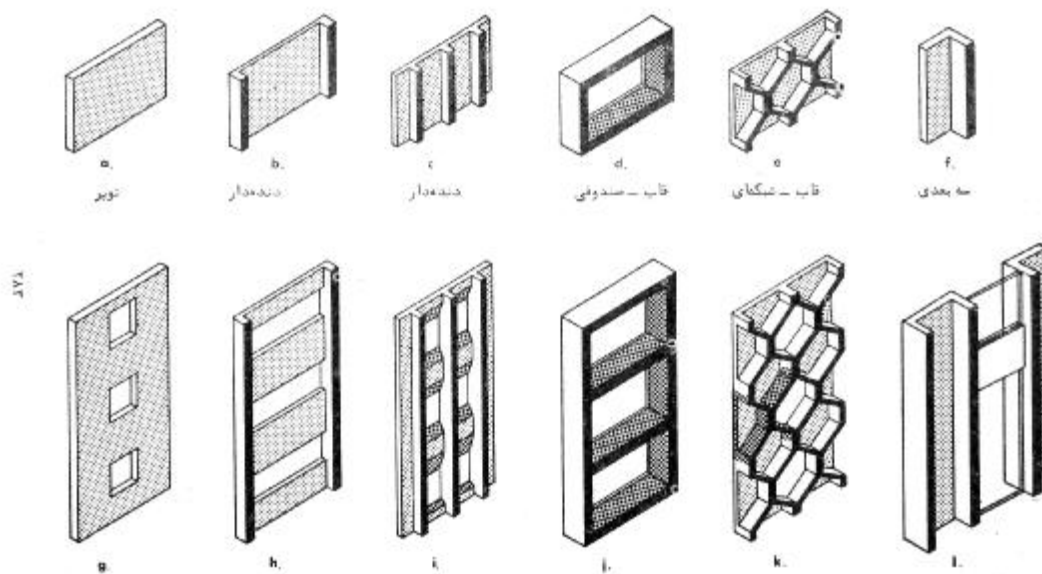 a. b. c. d. e f.
توپر دنده‌دار دنده‌دار قاب ـ صندوقی قاب ـ شبکه‌ای سه بعدی
g. h. i. j. k. l.